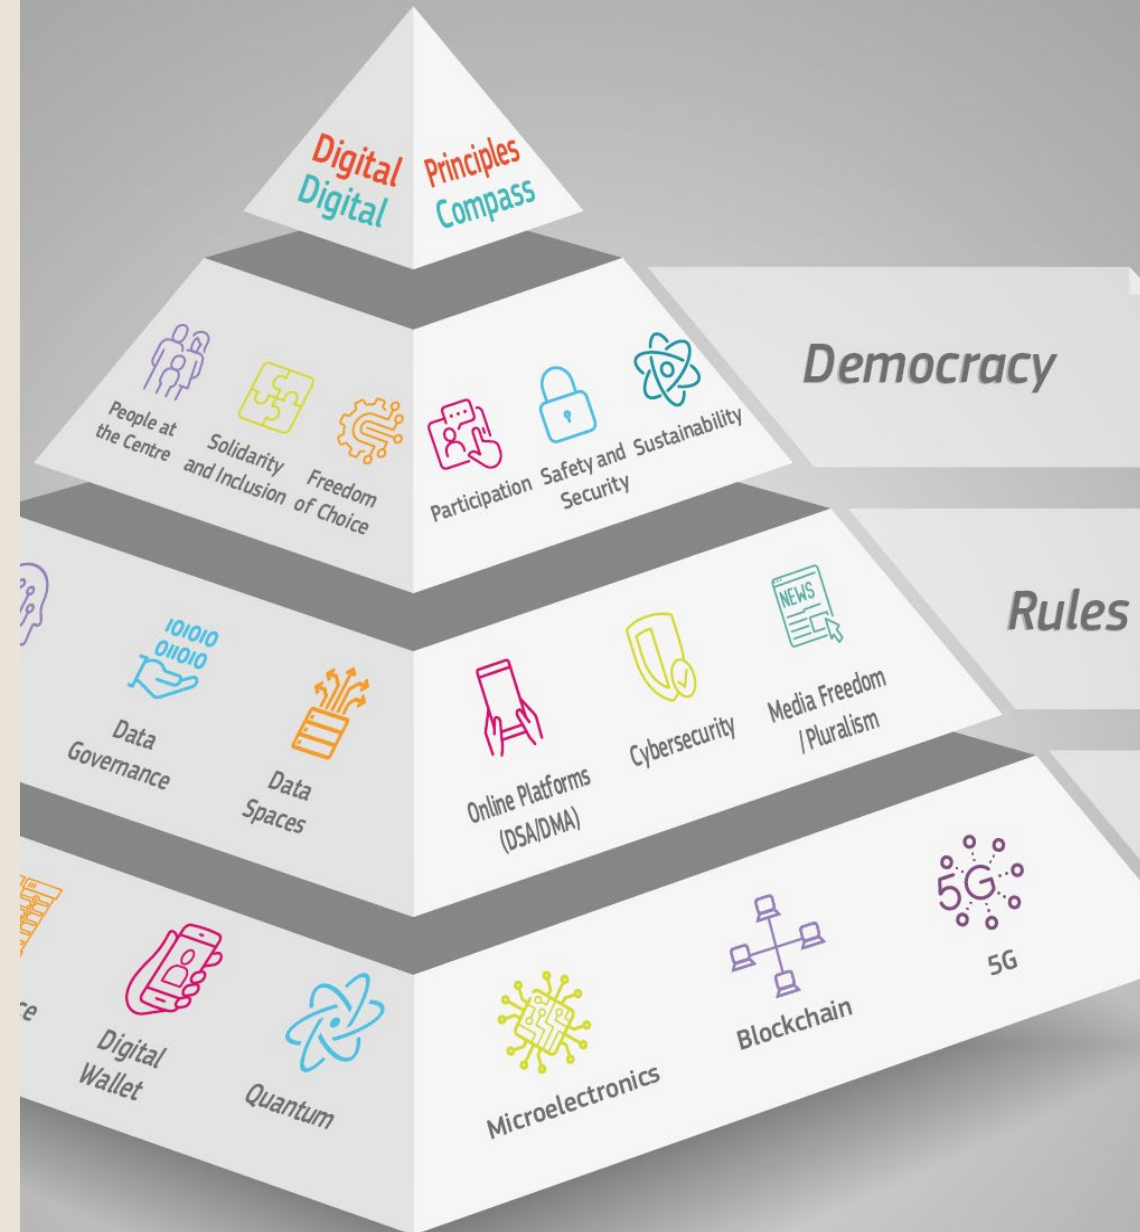 Digital Principles
Digital Compass
Democracy
People at
the Centre
Solidarity
and Inclusion
Freedom
of Choice
Participation
Safety and
Security
Sustainability
Rules
Data
Governance
Data
Spaces
Online Platforms
(DSA/DMA)
Cybersecurity
NEWS
Media Freedom
/Pluralism
101010
011010
Digital
Wallet
Quantum
Microelectronics
Blockchain
5G
5G